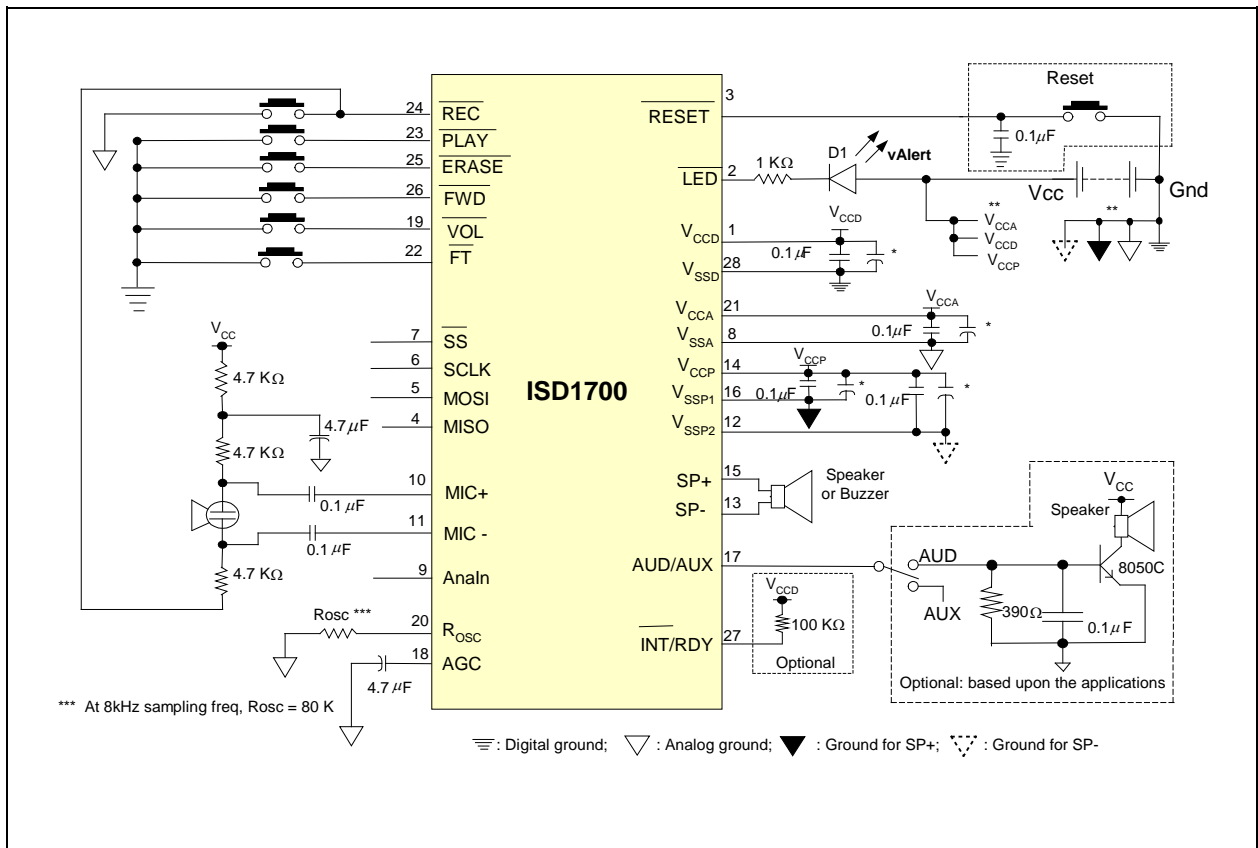 Reset
3
24 REC
RESET
0.1µF
23 PLAY
25 ERASE
D1 vAlert
1 KΩ
2 LED
26 FWD
Vcc Gnd
19 VOL
22 FT
**
VCCA
VCCD
VCCP
**
VCCD
VCCD 1
0.1µF *
VSSD 28
VCCA
VCCA 21
0.1µF *
VSSA 8
VCC
4.7 KΩ
4.7µF
4.7 KΩ
4.7 KΩ
7 SS
6 SCLK
5 MOSI
4 MISO
ISD1700
VCCP
VCCP 14
0.1µF * 0.1µF *
VSSP1 16
VSSP2 12
10 MIC+
0.1µF
11 MIC -
0.1µF
9 AnaIn
SP+ 15
SP- 13
Speaker
or Buzzer
VCC
Speaker
8050C
AUD/AUX 17
AUD
AUX
390Ω
0.1µF
Optional: based upon the applications
VCCD
100 KΩ
INT/RDY 27
Optional
Rosc ***
20 ROSC
18 AGC
4.7 µF
*** At 8kHz sampling freq, Rosc = 80 K
: Digital ground; : Analog ground; : Ground for SP+; : Ground for SP-